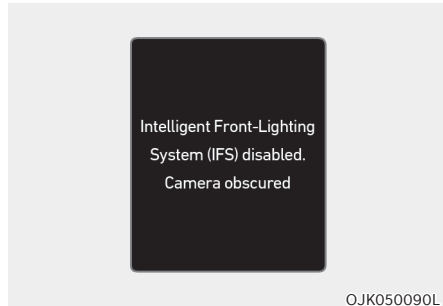 Intelligent Front-Lighting
System (IFS) disabled.
Camera obscured
OJK050090L